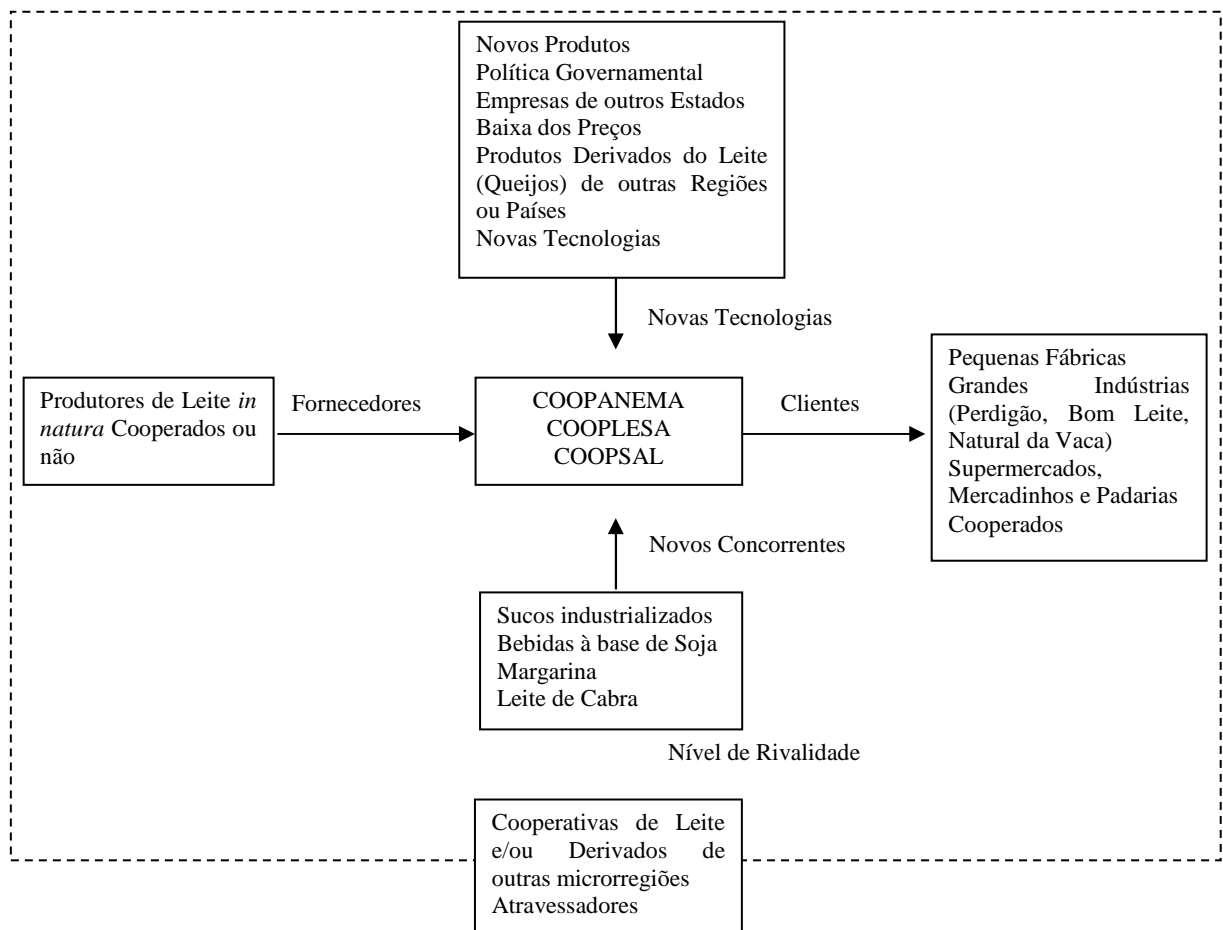 Novos Produtos
Política Governamental
Empresas de outros Estados
Baixa dos Preços
Produtos Derivados do Leite
(Queijos) de outras Regiões
ou Países
Novas Tecnologias
Novas Tecnologias
Produtores de Leite in
natura Cooperados ou
não
Fornecedores
COOPANEMA
COOPLESA
COOPSAL
Clientes
Pequenas Fábricas
Grandes Indústrias
(Perdigão, Bom Leite,
Natural da Vaca)
Supermercados,
Mercadinhos e Padarias
Cooperados
Novos Concorrentes
Sucos industrializados
Bebidas à base de Soja
Margarina
Leite de Cabra
Nível de Rivalidade
Cooperativas de Leite
e/ou Derivados de
outras microrregiões
Atravessadores